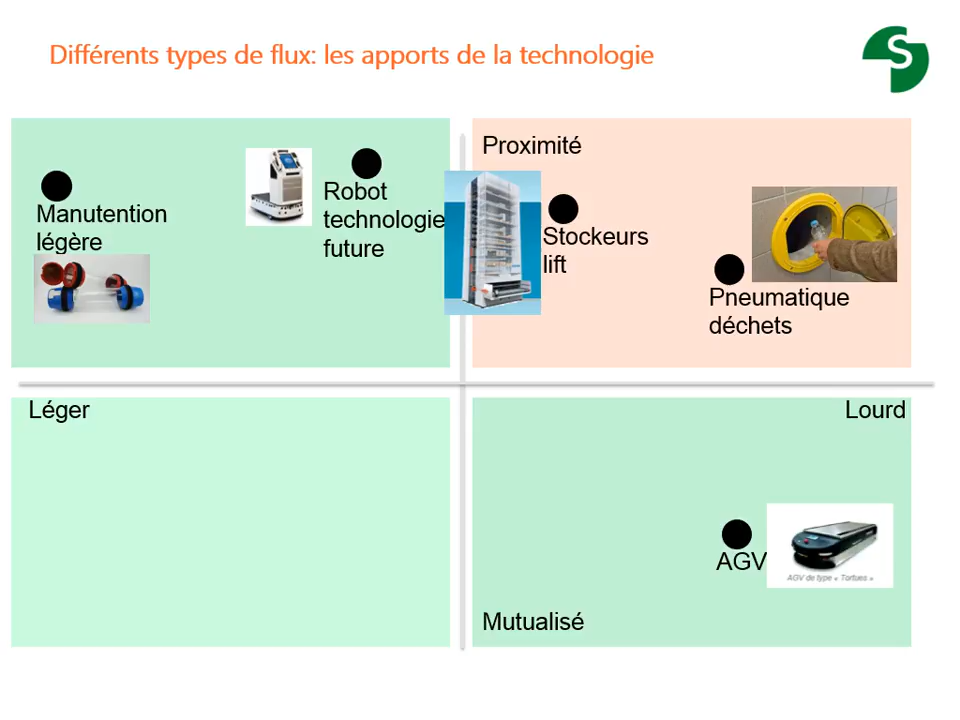 Différents types de flux: les apports de la technologie
S
Proximité
Manutention
légère
Robot
technologie
future
Stockeurs
lift
Pneumatique
déchets
Léger
Lourd
AGV
AGV de type « Tortues »
Mutualisé